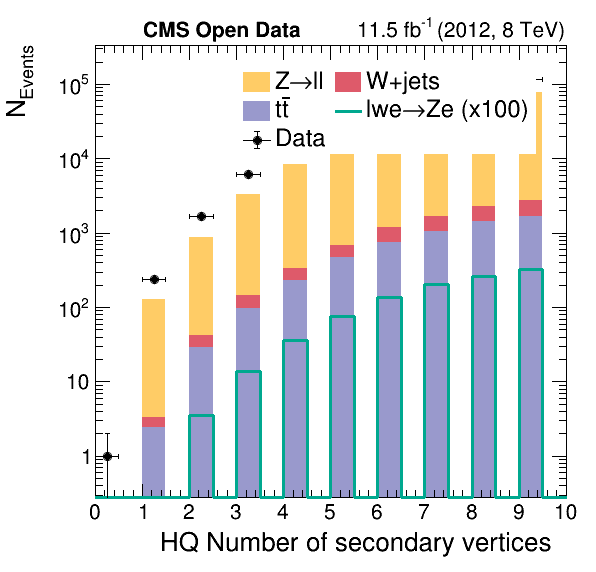 CMS Open Data 11.5 fb⁻¹ (2012, 8 TeV)
N_Events
Z→ll W+jets
tt̄ lwe→Ze (x100)
Data
10⁵
10⁴
10³
10²
10
1
0 1 2 3 4 5 6 7 8 9 10
HQ Number of secondary vertices